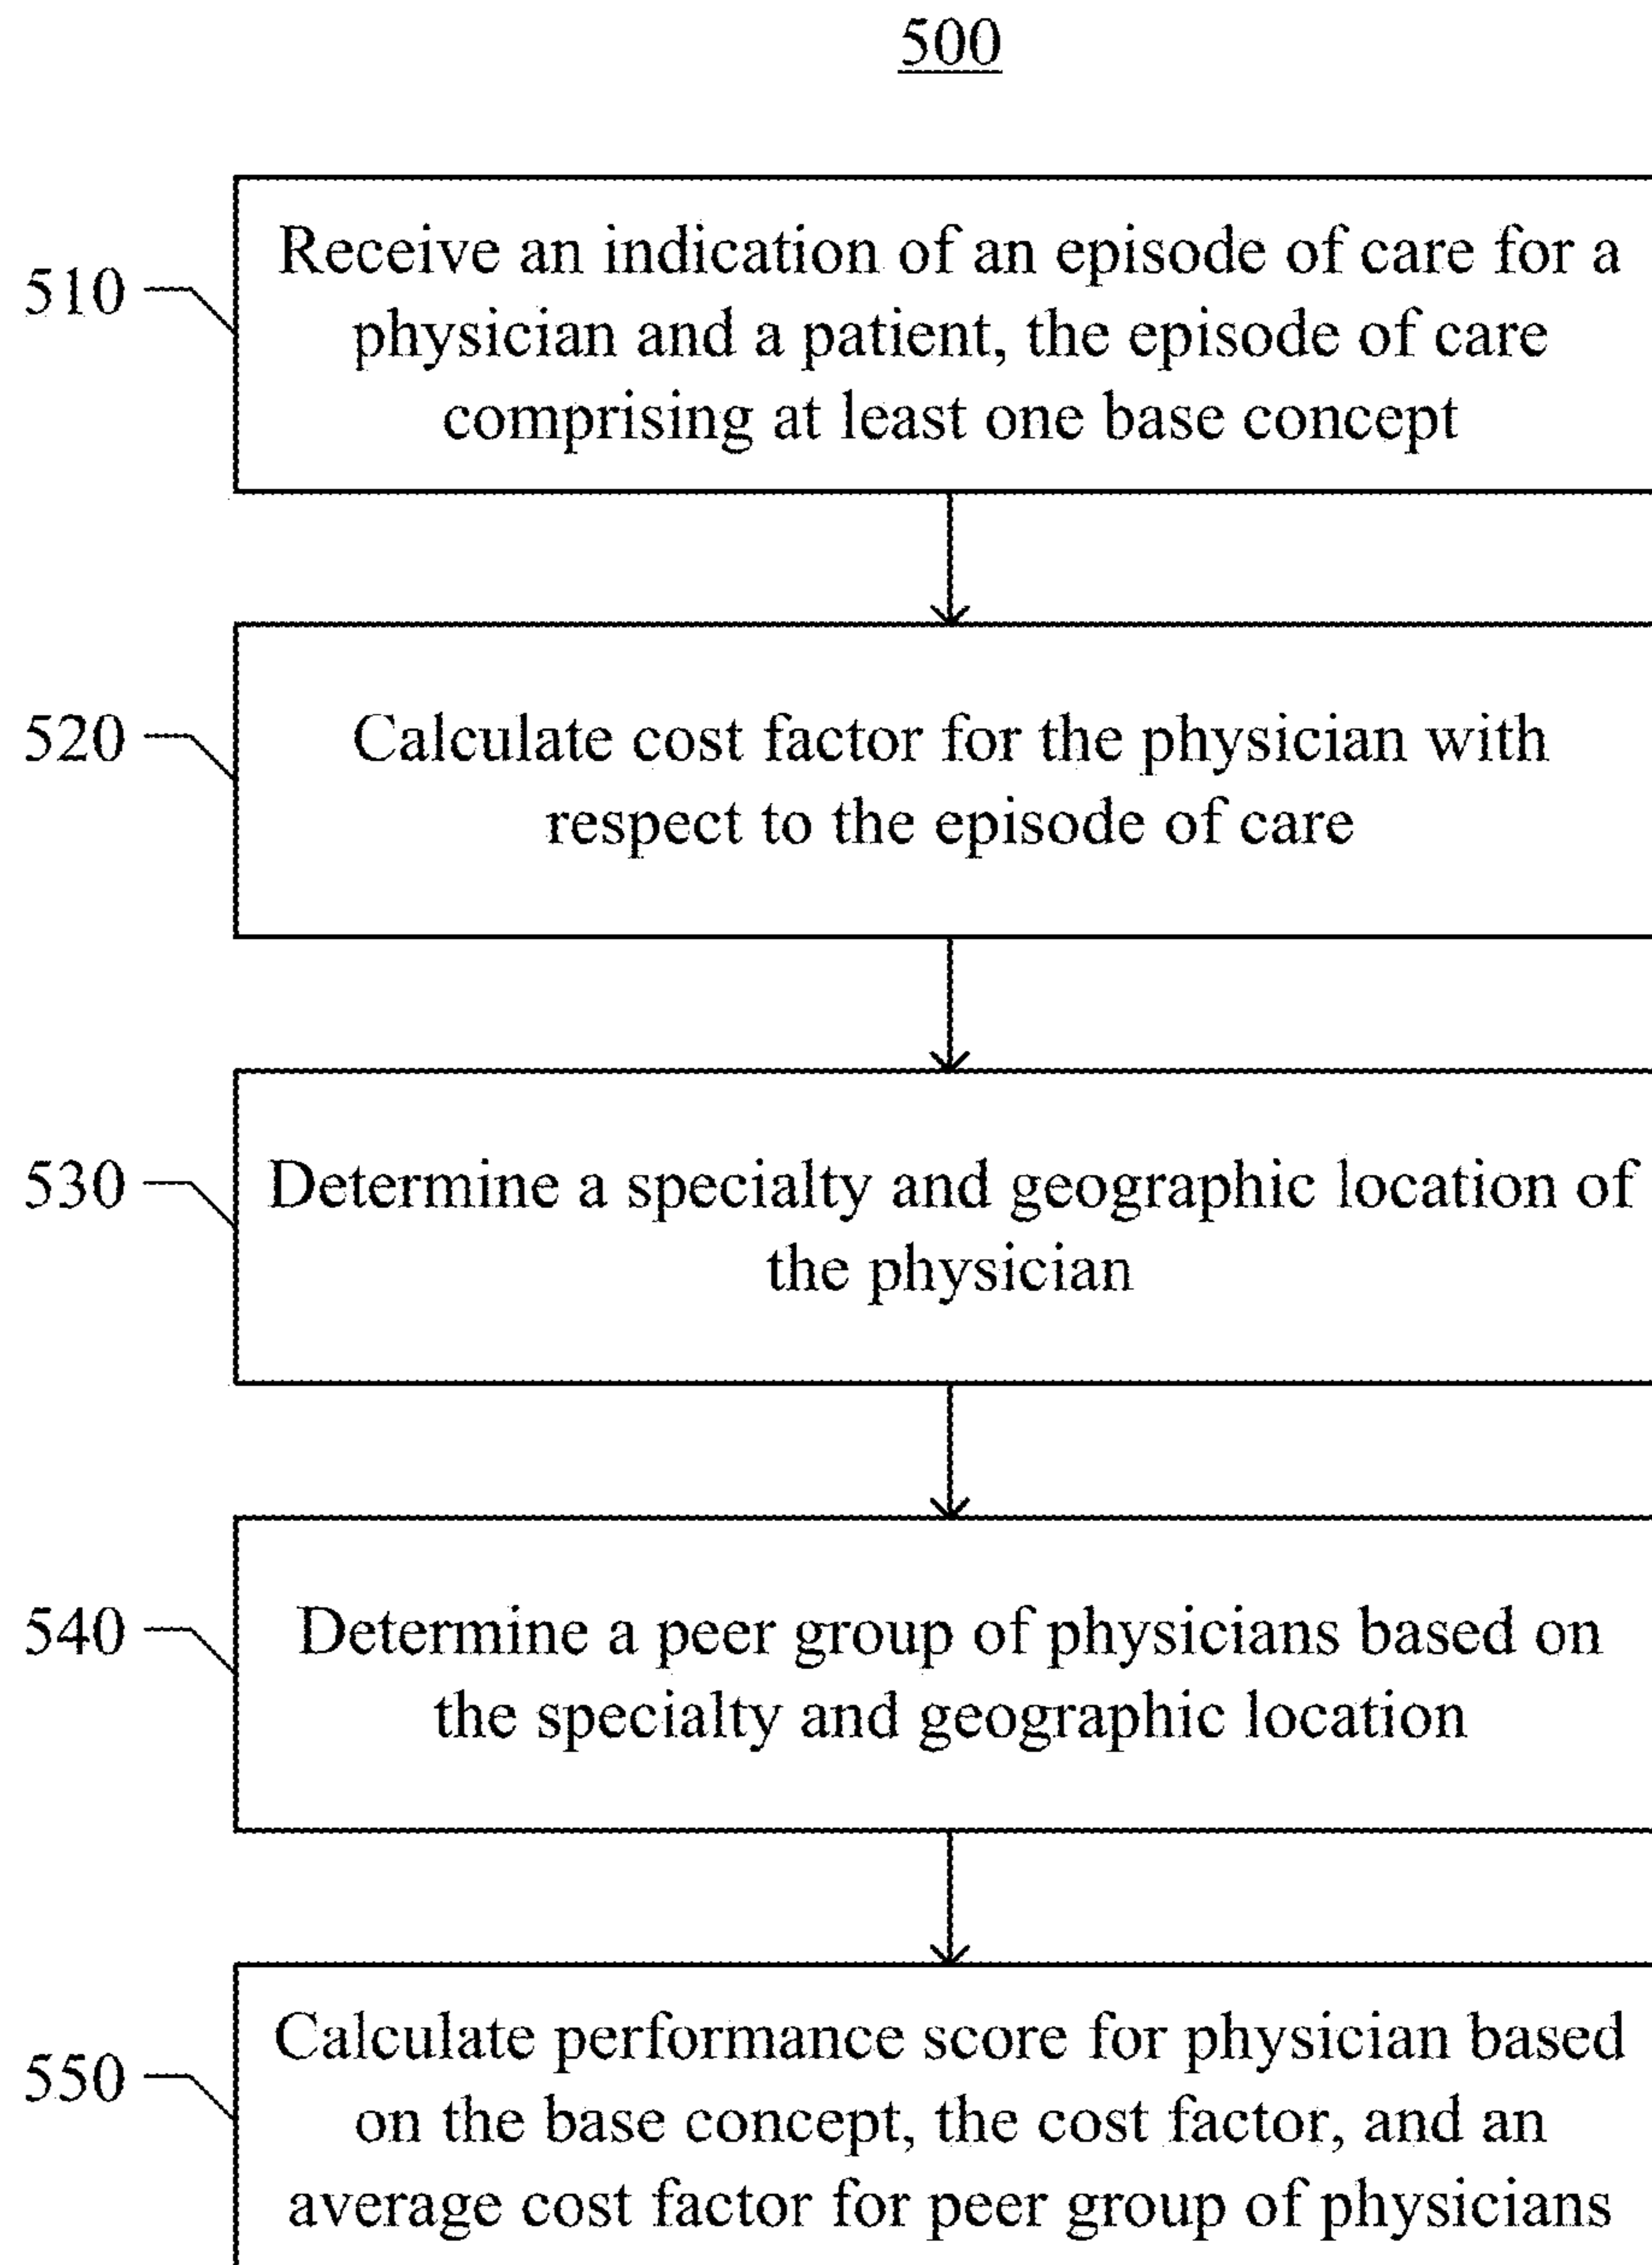 500
510
Receive an indication of an episode of care for a
physician and a patient, the episode of care
comprising at least one base concept
520
Calculate cost factor for the physician with
respect to the episode of care
530
Determine a specialty and geographic location of
the physician
540
Determine a peer group of physicians based on
the specialty and geographic location
550
Calculate performance score for physician based
on the base concept, the cost factor, and an
average cost factor for peer group of physicians